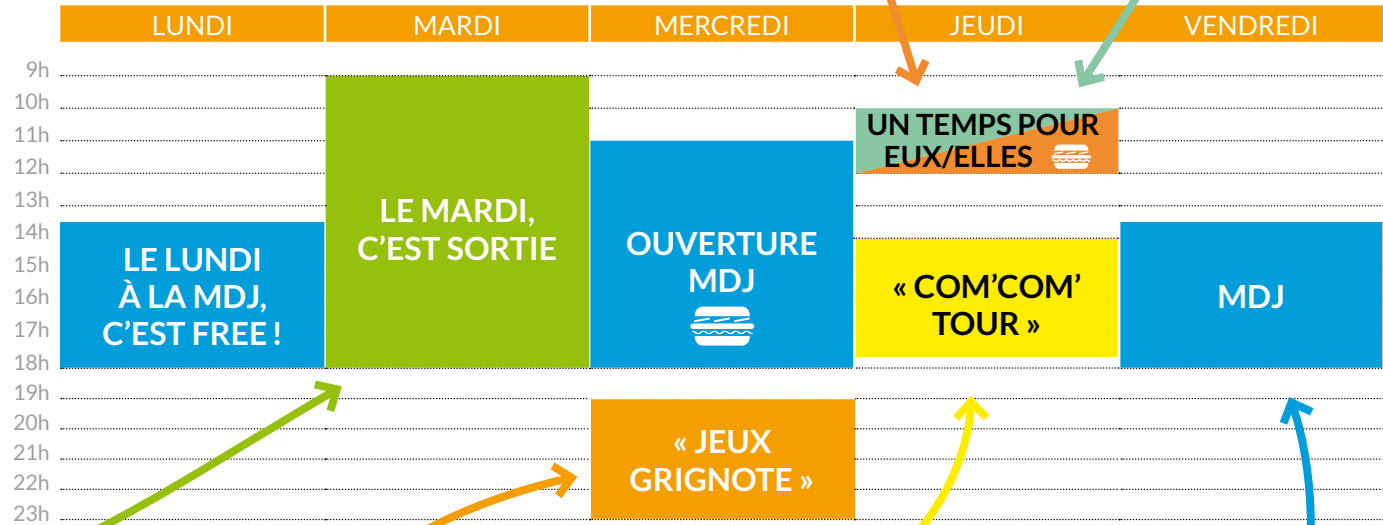 LUNDI MARDI MERCREDI JEUDI VENDREDI
9h
10h
11h
12h
13h
14h
15h
16h
17h
18h
19h
20h
21h
22h
23h
LE LUNDI
À LA MDJ,
C’EST FREE !
LE MARDI,
C’EST SORTIE
OUVERTURE
MDJ
« JEUX
GRIGNOTE »
UN TEMPS POUR
EUX/ELLES
« COM’COM’
TOUR »
MDJ